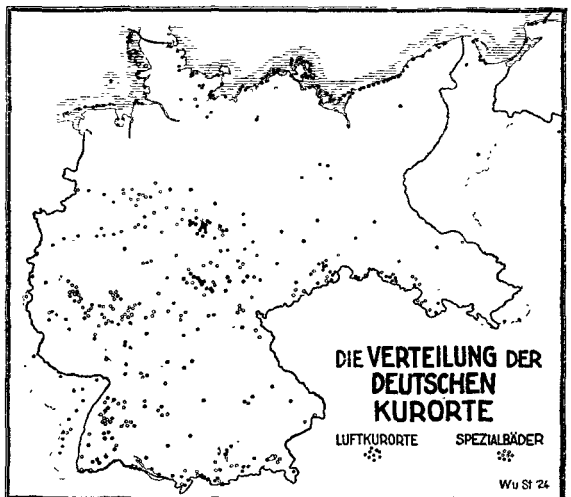 DIE VERTEILUNG DER
DEUTSCHEN
KURORTE
LUFTKURORTE SPEZIALBÄDER
Wu St 24